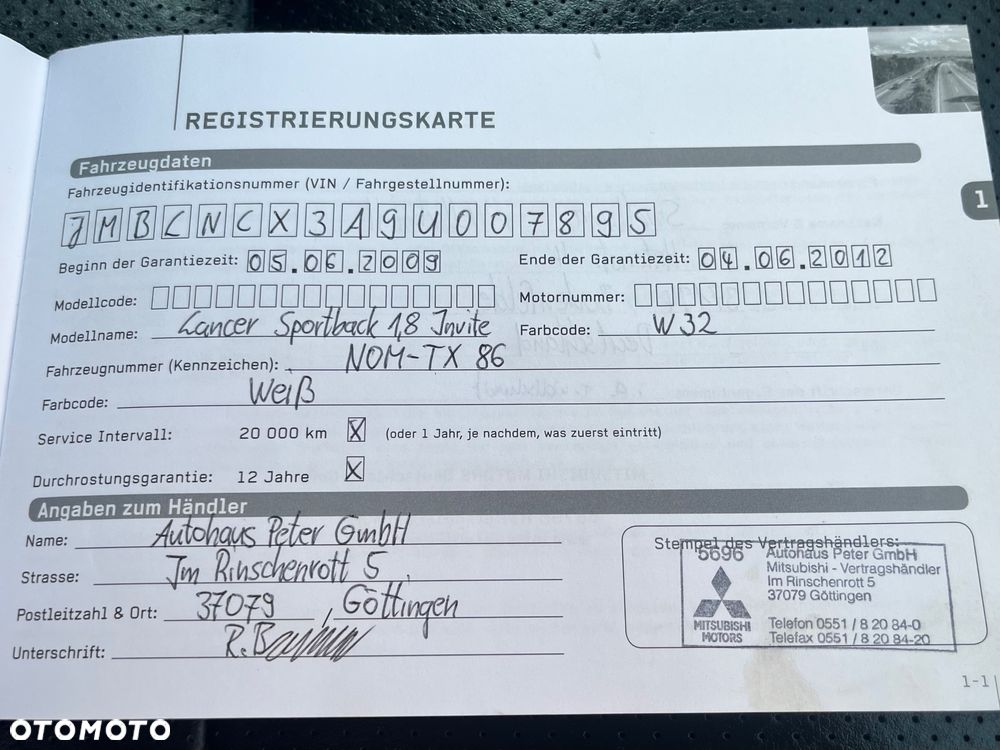 REGISTRIERUNGSKARTE
1
Fahrzeugdaten
Fahrzeugidentifikationsnummer (VIN / Fahrgestellnummer):
JMBCNCX3A9U007895
Beginn der Garantiezeit: 05.06.2009 Ende der Garantiezeit: 04.06.2012
Modellcode: Motornummer:
Modellname: Lancer Sportback 1,8 Invite Farbcode: W32
Fahrzeugnummer (Kennzeichen): NOM-TX 86
Farbcode: Weiß
Service Intervall: 20 000 km X (oder 1 Jahr, je nachdem, was zuerst eintritt)
Durchrostungsgarantie: 12 Jahre X
Angaben zum Händler
Name: Autohaus Peter GmbH
Strasse: Im Rinschenrott 5
Postleitzahl & Ort: 37079, Göttingen
Unterschrift:
Stempel des Vertragshändlers:
5696 Autohaus Peter GmbH
Mitsubishi - Vertragshändler
Im Rinschenrott 5
37079 Göttingen
MITSUBISHI MOTORS
Telefon 0551 / 8 20 84-0
Telefax 0551 / 8 20 84-20
1-1
OTOMOTO